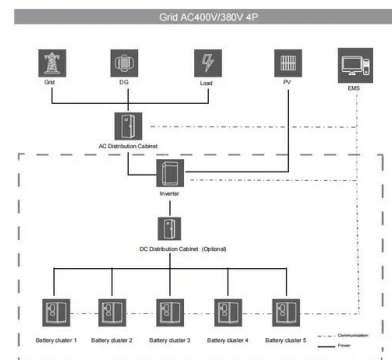 Grid AC400V/380V 4P
Grid DG Load PV EMS
AC Distribution Cabinet
Inverter
DC Distribution Cabinet (Optional)
Battery cluster 1 Battery cluster 2 Battery cluster 3 Battery cluster 4 Battery cluster 5
Communication
Power